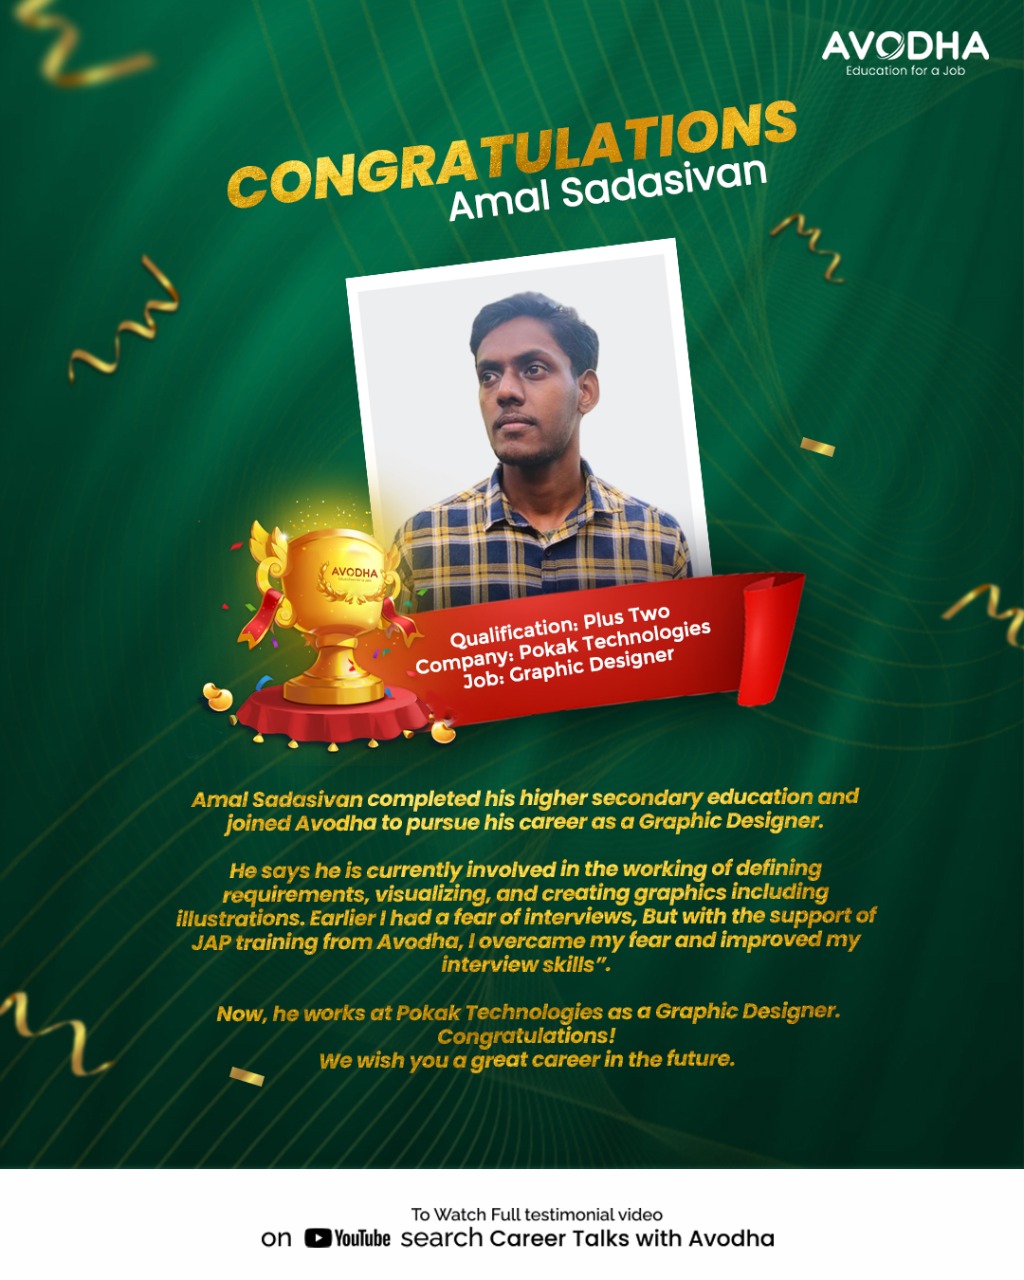 AVODHA
Education for a Job
CONGRATULATIONS
Amal Sadasivan
AVODHA
Qualification: Plus Two
Company: Pokak Technologies
Job: Graphic Designer
Amal Sadasivan completed his higher secondary education and
joined Avodha to pursue his career as a Graphic Designer.
He says he is currently involved in the working of defining
requirements, visualizing, and creating graphics including
illustrations. Earlier I had a fear of interviews, But with the support of
JAP training from Avodha, I overcame my fear and improved my
interview skills”.
Now, he works at Pokak Technologies as a Graphic Designer.
Congratulations!
We wish you a great career in the future.
To Watch Full testimonial video
on YouTube search Career Talks with Avodha